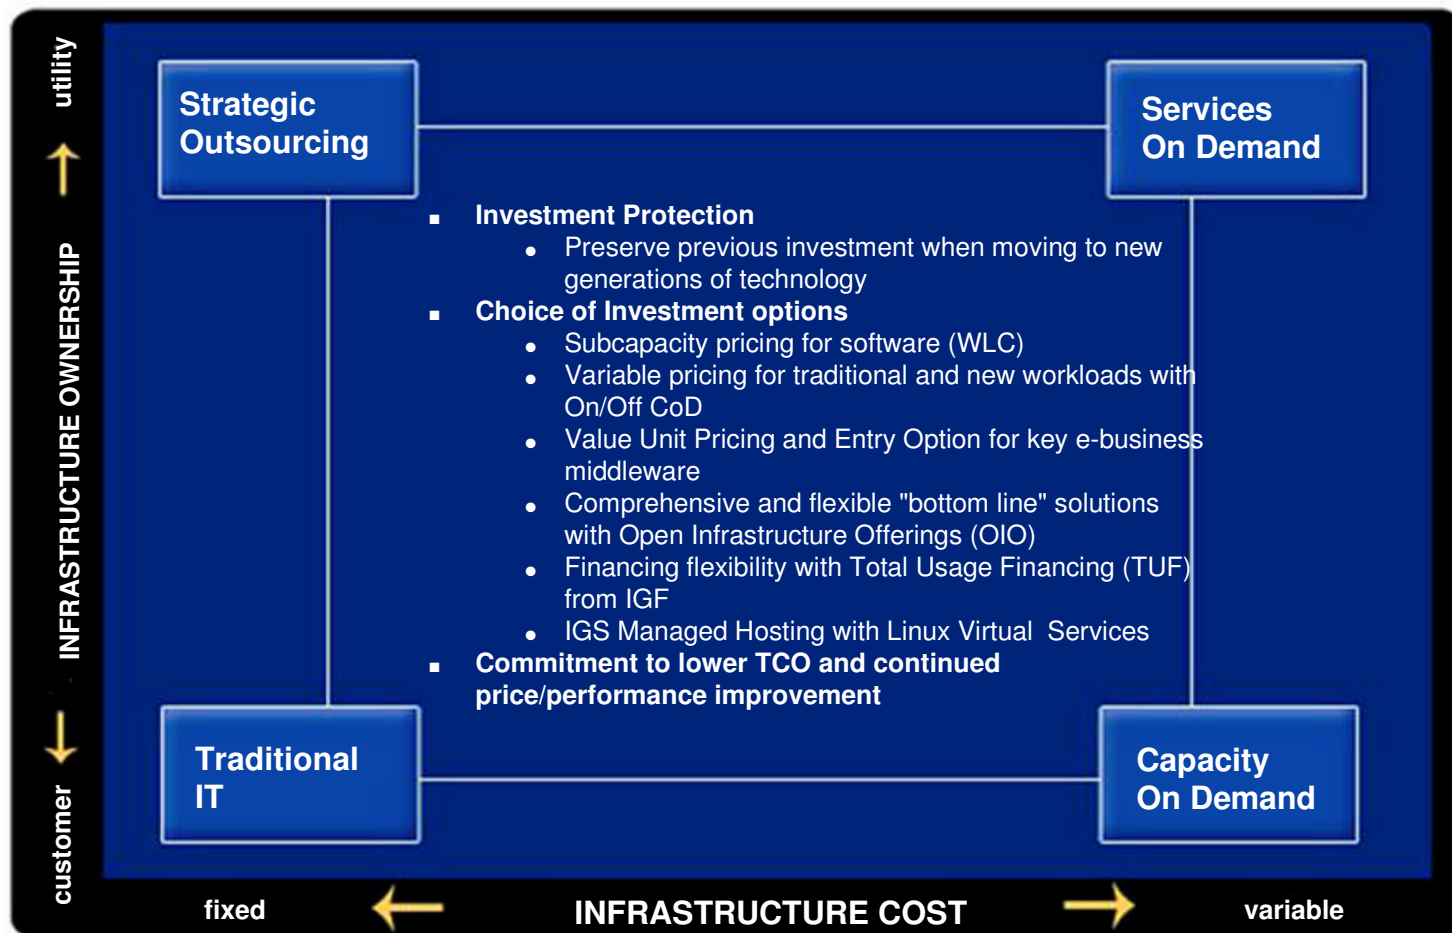 utility
Strategic
Outsourcing
Services
On Demand
INFRASTRUCTURE OWNERSHIP
▪ Investment Protection
● Preserve previous investment when moving to new
generations of technology
▪ Choice of Investment options
● Subcapacity pricing for software (WLC)
● Variable pricing for traditional and new workloads with
On/Off CoD
● Value Unit Pricing and Entry Option for key e-business
middleware
● Comprehensive and flexible "bottom line" solutions
with Open Infrastructure Offerings (OIO)
● Financing flexibility with Total Usage Financing (TUF)
from IGF
● IGS Managed Hosting with Linux Virtual Services
▪ Commitment to lower TCO and continued
price/performance improvement
Traditional
IT
Capacity
On Demand
customer
fixed
INFRASTRUCTURE COST
variable